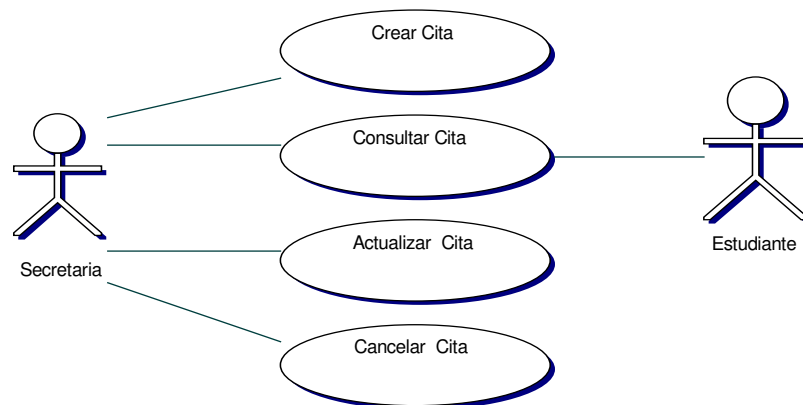 Crear Cita
Consultar Cita
Actualizar Cita
Estudiante
Secretaria
Cancelar Cita